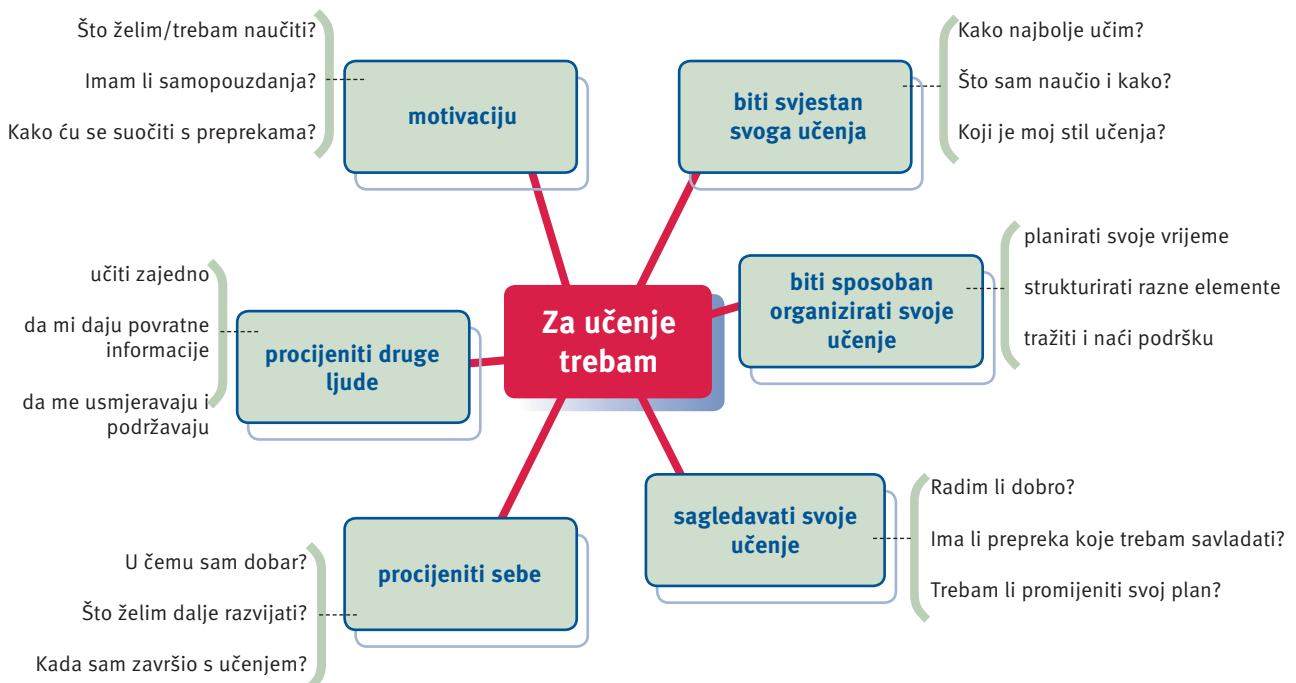 Što želim/trebam naučiti?
Imam li samopouzdanja?
Kako ću se suočiti s preprekama?
motivaciju
biti svjestan
svoga učenja
Kako najbolje učim?
Što sam naučio i kako?
Koji je moj stil učenja?
učiti zajedno
da mi daju povratne
informacije
da me usmjeravaju i
podržavaju
procijeniti druge
ljude
Za učenje
trebam
biti sposoban
organizirati svoje
učenje
planirati svoje vrijeme
strukturirati razne elemente
tražiti i naći podršku
U čemu sam dobar?
Što želim dalje razvijati?
Kada sam završio s učenjem?
procijeniti sebe
sagledavati svoje
učenje
Radim li dobro?
Ima li prepreka koje trebam savladati?
Trebam li promijeniti svoj plan?